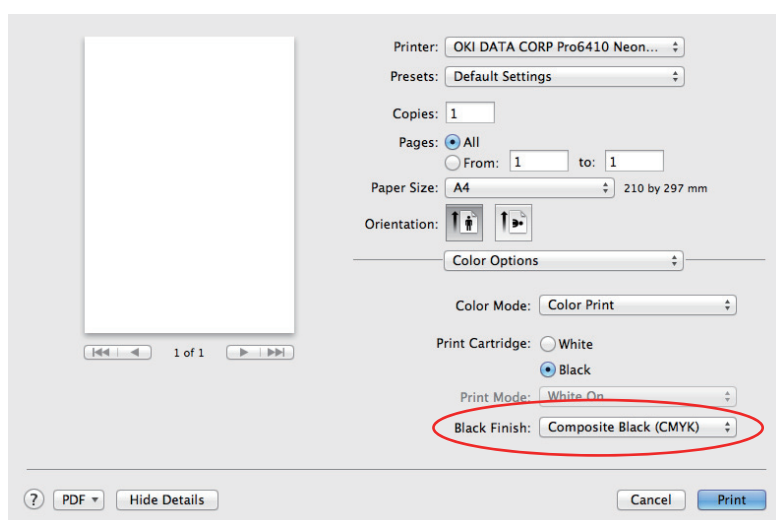 Printer: OKI DATA CORP Pro6410 Neon...
Presets: Default Settings
Copies: 1
Pages: All
From: 1 to: 1
Paper Size: A4 210 by 297 mm
Orientation:
Color Options
Color Mode: Color Print
Print Cartridge: White
Black
Print Mode: White On
Black Finish: Composite Black (CMYK)
1 of 1
? PDF Hide Details Cancel Print